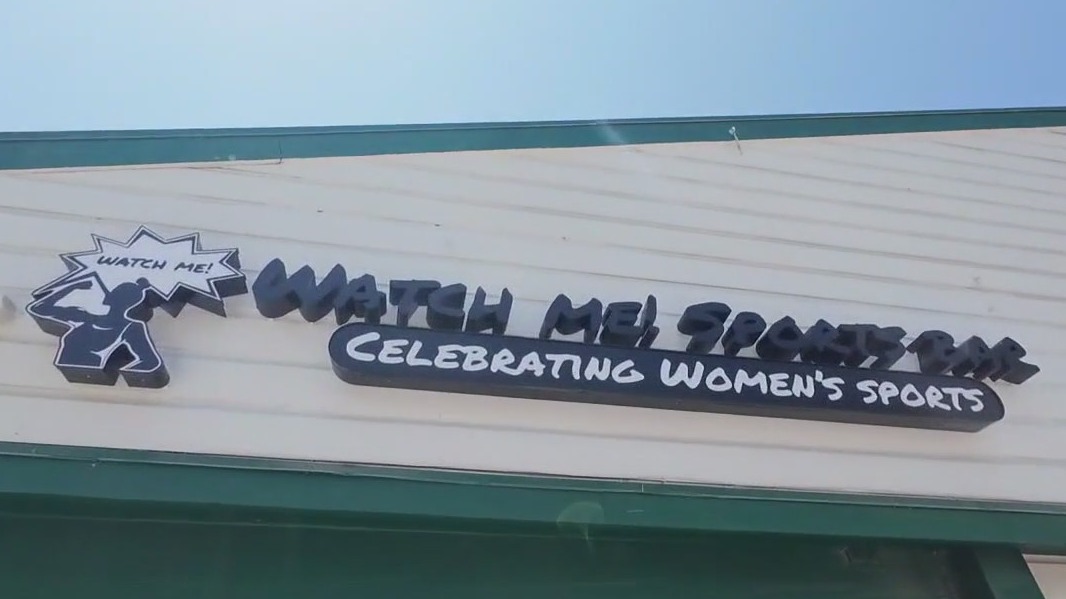 WATCH ME!
WATCH ME! SPORTS BAR
CELEBRATING WOMEN'S SPORTS